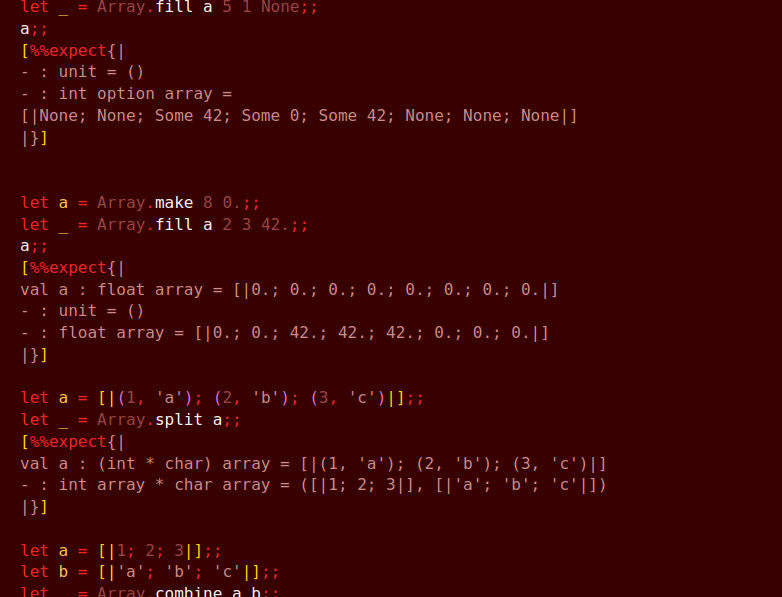 let _ = Array.fill a 5 1 None;;
a;;
[%%expect{|
- : unit = ()
- : int option array =
[|None; None; Some 42; Some 0; Some 42; None; None; None|]
|}]
let a = Array.make 8 0.;;
let _ = Array.fill a 2 3 42.;;
a;;
[%%expect{|
val a : float array = [|0.; 0.; 0.; 0.; 0.; 0.; 0.; 0.|]
- : unit = ()
- : float array = [|0.; 0.; 42.; 42.; 42.; 0.; 0.; 0.|]
|}]
let a = [|(1, 'a'); (2, 'b'); (3, 'c')|];;
let _ = Array.split a;;
[%%expect{|
val a : (int * char) array = [|(1, 'a'); (2, 'b'); (3, 'c')|]
- : int array * char array = ([|1; 2; 3|], [|'a'; 'b'; 'c'|])
|}]
let a = [|1; 2; 3|];;
let b = [|'a'; 'b'; 'c'|];;
let _ = Array.combine a b;;